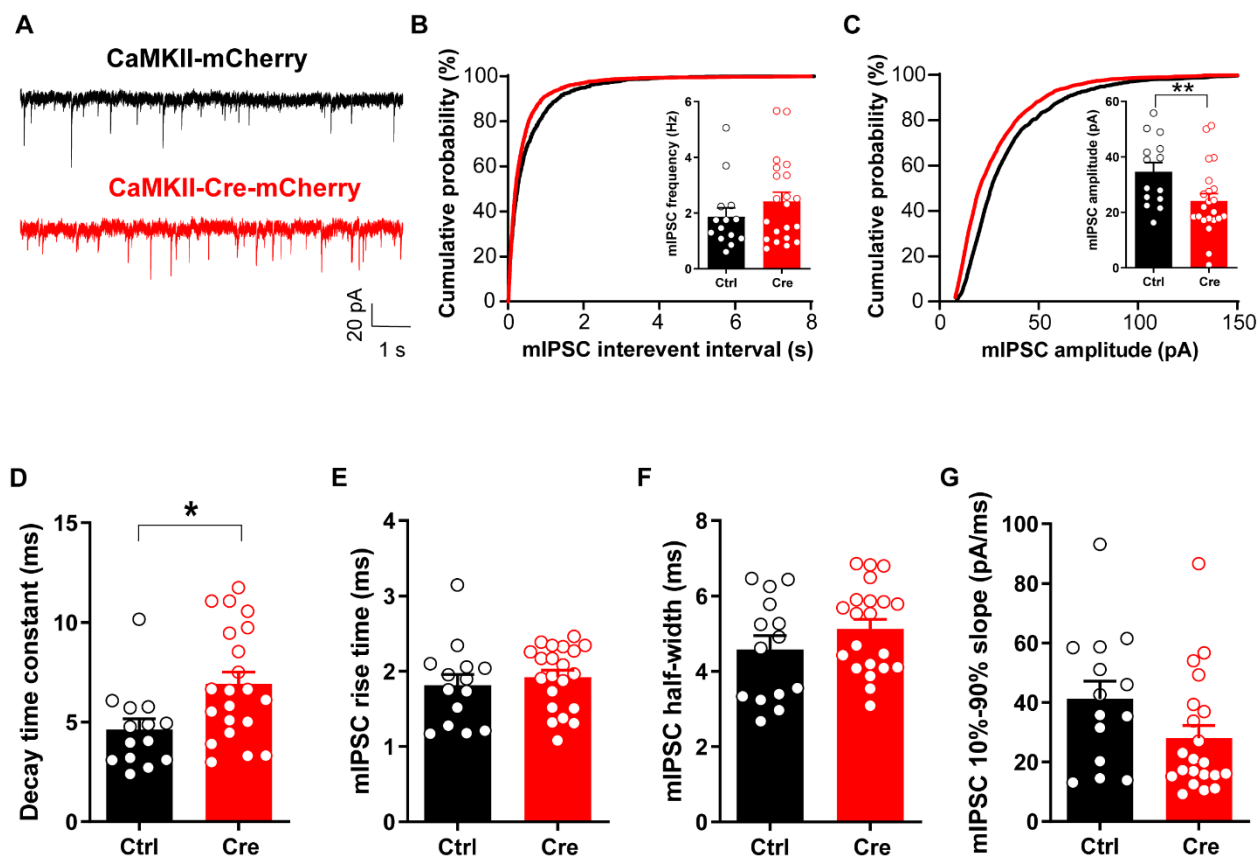 A
CaMKII-mCherry
CaMKII-Cre-mCherry
20 pA
1 s
B
Cumulative probability (%)
100
80
60
40
20
0
0 2 4 6 8
mIPSC interevent interval (s)
mIPSC frequency (Hz)
6
4
2
0
Ctrl Cre
C
Cumulative probability (%)
100
80
60
40
20
0
0 50 100 150
mIPSC amplitude (pA)
mIPSC amplitude (pA)
60
40
20
0
**
Ctrl Cre
D
Decay time constant (ms)
15
10
5
0
*
Ctrl Cre
E
mIPSC rise time (ms)
4
3
2
1
0
Ctrl Cre
F
mIPSC half-width (ms)
8
6
4
2
0
Ctrl Cre
G
mIPSC 10%-90% slope (pA/ms)
100
80
60
40
20
0
Ctrl Cre